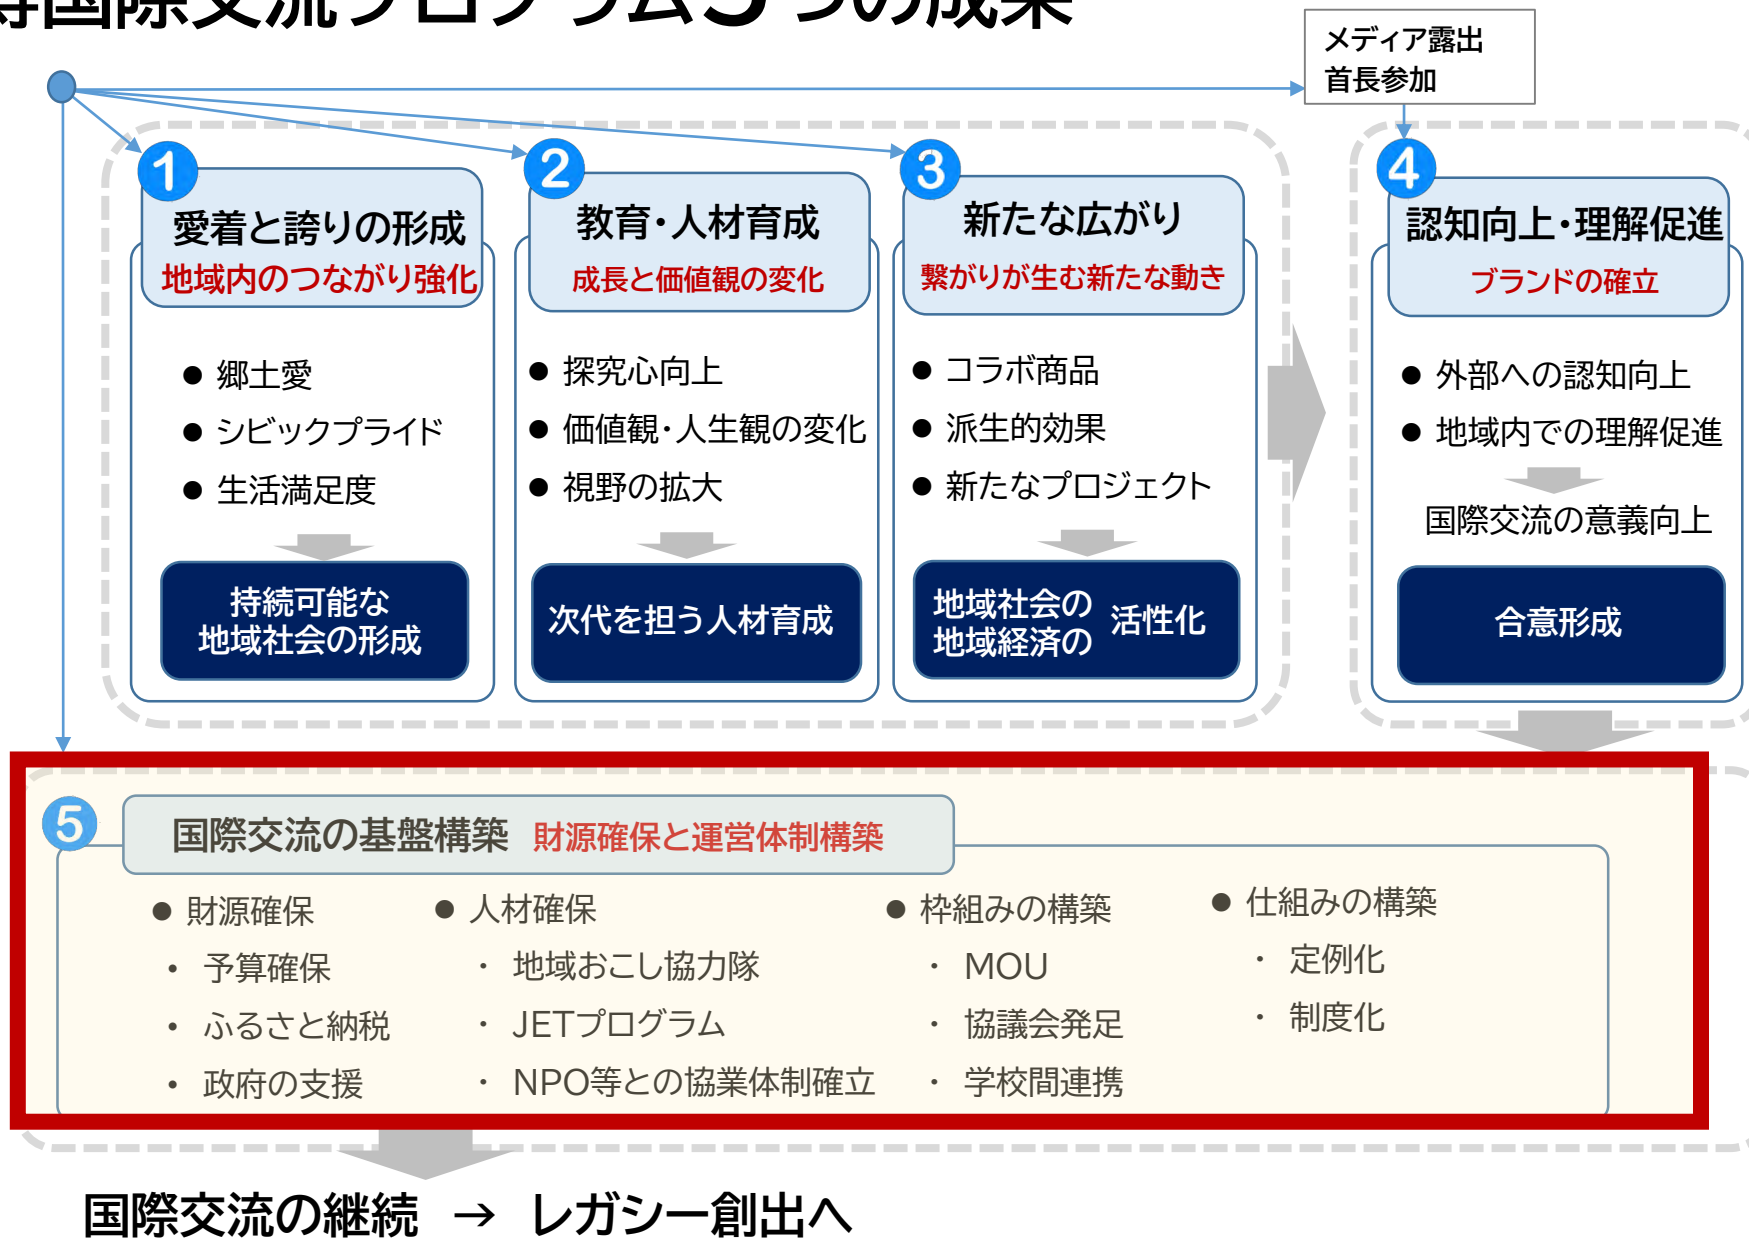 国際交流プログラム5つの成果
メディア露出
首長参加
1
愛着と誇りの形成
地域内のつながり強化
● 郷土愛
● シビックプライド
● 生活満足度
持続可能な
地域社会の形成
2
教育・人材育成
成長と価値観の変化
● 探究心向上
● 価値観・人生観の変化
● 視野の拡大
次代を担う人材育成
3
新たな広がり
繋がりが生む新たな動き
● コラボ商品
● 派生的効果
● 新たなプロジェクト
地域社会の
地域経済の 活性化
4
認知向上・理解促進
ブランドの確立
● 外部への認知向上
● 地域内での理解促進
国際交流の意義向上
合意形成
5
国際交流の基盤構築 財源確保と運営体制構築
● 財源確保
・ 予算確保
・ ふるさと納税
・ 政府の支援
● 人材確保
・ 地域おこし協力隊
・ JETプログラム
・ NPO等との協業体制確立
● 枠組みの構築
・ MOU
・ 協議会発足
・ 学校間連携
● 仕組みの構築
・ 定例化
・ 制度化
国際交流の継続 → レガシー創出へ